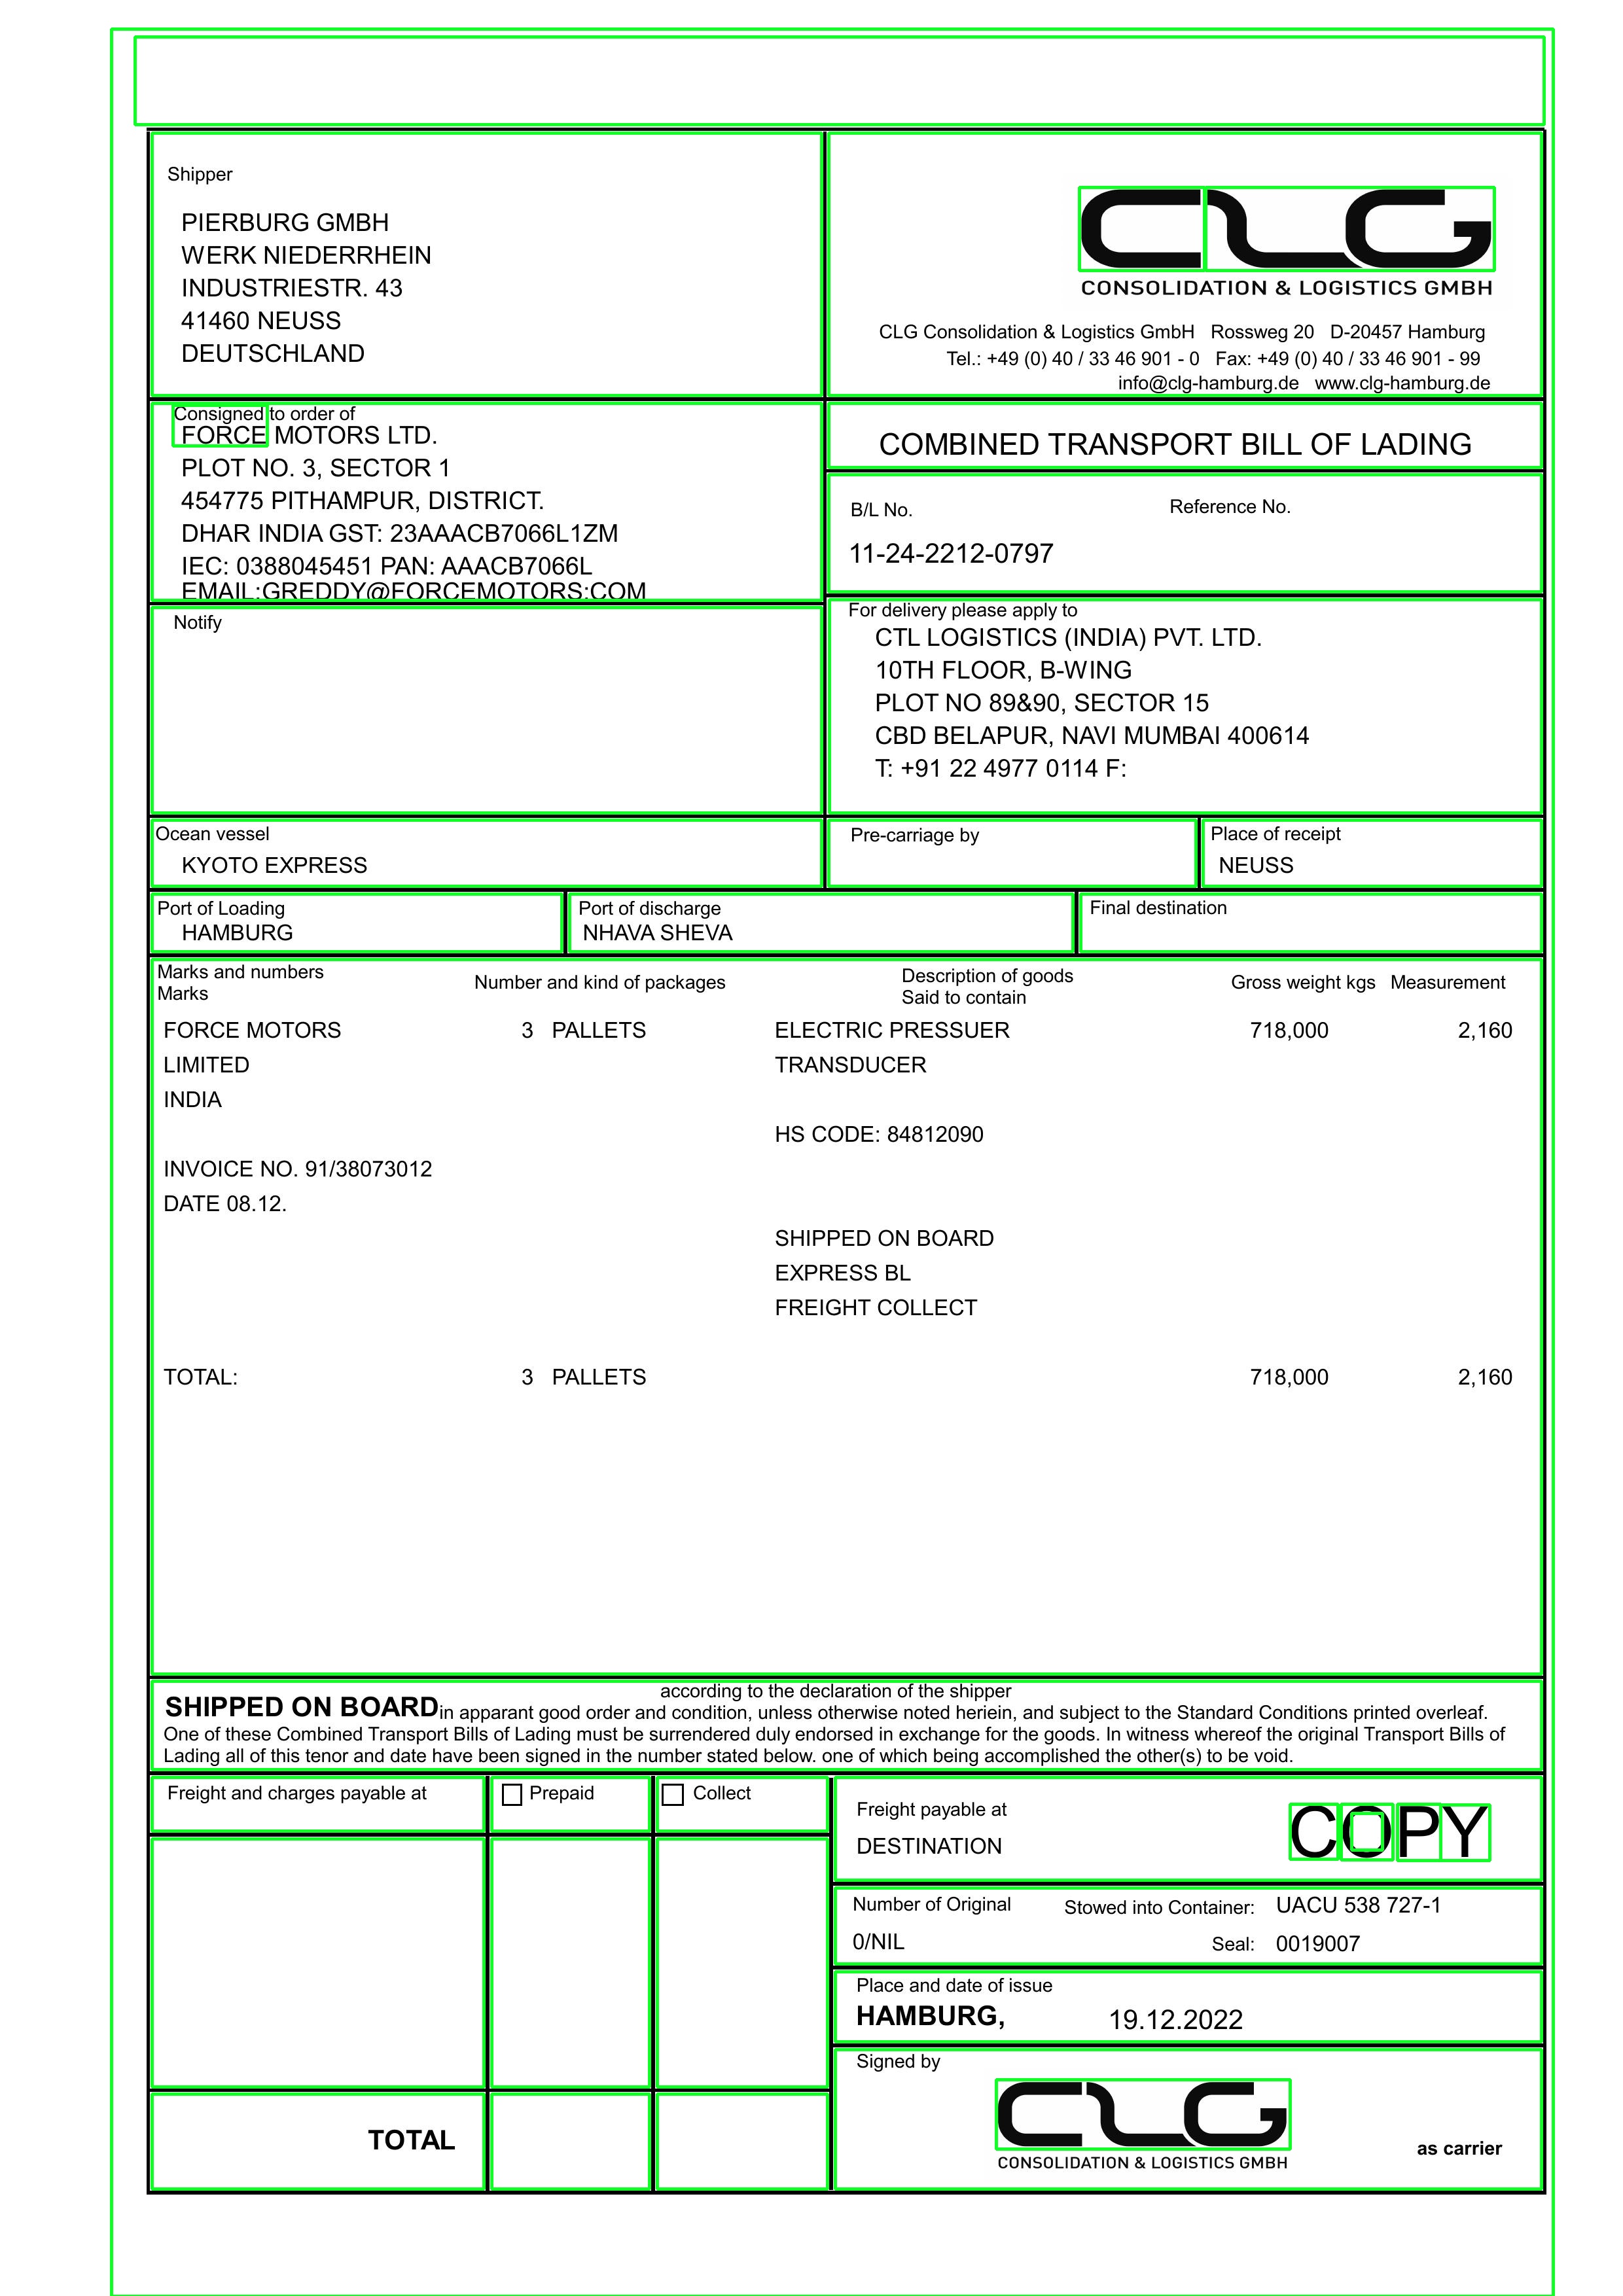 Shipper
PIERBURG GMBH
WERK NIEDERRHEIN
INDUSTRIESTR. 43
41460 NEUSS
DEUTSCHLAND
CLG
CONSOLIDATION & LOGISTICS GMBH
CLG Consolidation & Logistics GmbH Rossweg 20 D-20457 Hamburg
Tel.: +49 (0) 40 / 33 46 901 - 0 Fax: +49 (0) 40 / 33 46 901 - 99
info@clg-hamburg.de www.clg-hamburg.de
Consigned to order of
FORCE MOTORS LTD.
PLOT NO. 3, SECTOR 1
454775 PITHAMPUR, DISTRICT.
DHAR INDIA GST: 23AAACB7066L1ZM
IEC: 0388045451 PAN: AAACB7066L
EMAIL:GREDDY@FORCEMOTORS:COM
COMBINED TRANSPORT BILL OF LADING
B/L No. Reference No.
11-24-2212-0797
Notify
For delivery please apply to
CTL LOGISTICS (INDIA) PVT. LTD.
10TH FLOOR, B-WING
PLOT NO 89&90, SECTOR 15
CBD BELAPUR, NAVI MUMBAI 400614
T: +91 22 4977 0114 F:
Ocean vessel
KYOTO EXPRESS
Pre-carriage by
Place of receipt
NEUSS
Port of Loading
HAMBURG
Port of discharge
NHAVA SHEVA
Final destination
Marks and numbers
Marks
Number and kind of packages
Description of goods
Said to contain
Gross weight kgs Measurement
FORCE MOTORS 3 PALLETS ELECTRIC PRESSUER 718,000 2,160
LIMITED TRANSDUCER
INDIA
HS CODE: 84812090
INVOICE NO. 91/38073012
DATE 08.12.
SHIPPED ON BOARD
EXPRESS BL
FREIGHT COLLECT
TOTAL: 3 PALLETS 718,000 2,160
according to the declaration of the shipper
SHIPPED ON BOARD in apparant good order and condition, unless otherwise noted heriein, and subject to the Standard Conditions printed overleaf.
One of these Combined Transport Bills of Lading must be surrendered duly endorsed in exchange for the goods. In witness whereof the original Transport Bills of
Lading all of this tenor and date have been signed in the number stated below. one of which being accomplished the other(s) to be void.
Freight and charges payable at Prepaid Collect
Freight payable at
DESTINATION
COPY
Number of Original Stowed into Container: UACU 538 727-1
0/NIL Seal: 0019007
Place and date of issue
HAMBURG, 19.12.2022
Signed by
CLG
CONSOLIDATION & LOGISTICS GMBH
as carrier
TOTAL